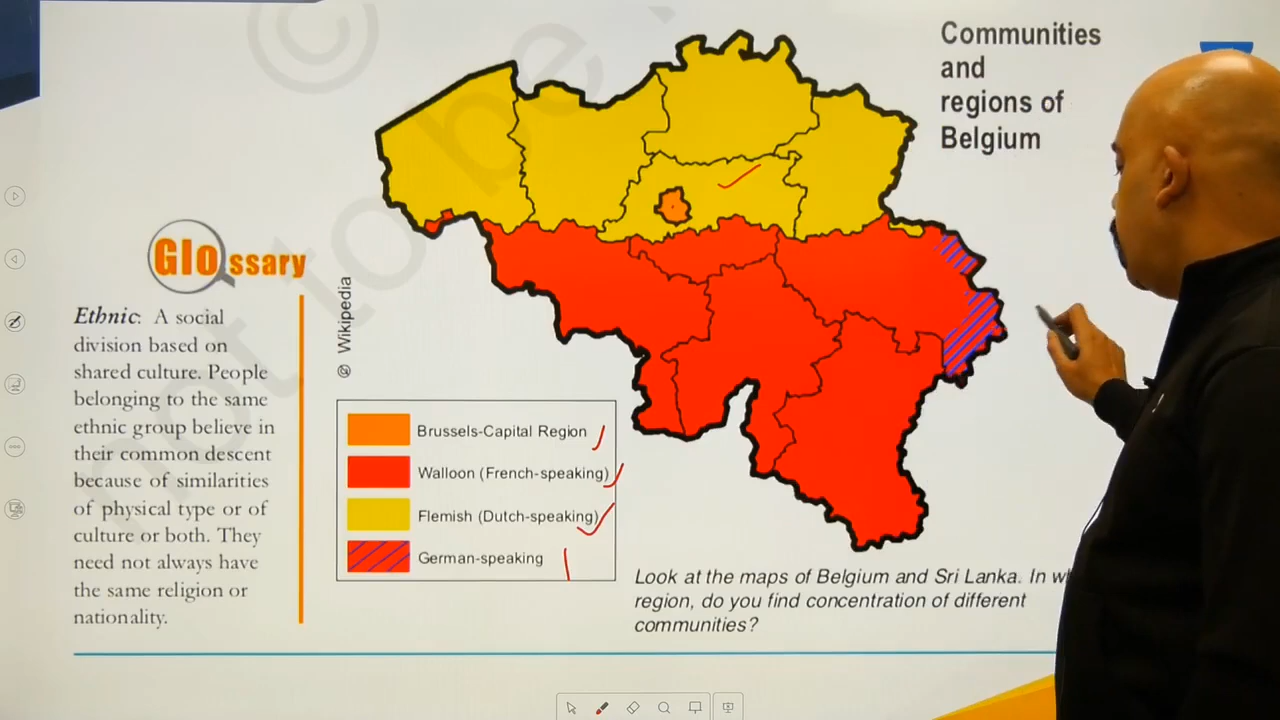 Communities
and
regions of
Belgium
Glossary
Ethnic: A social
division based on
shared culture. People
belonging to the same
ethnic group believe in
their common descent
because of similarities
of physical type or of
culture or both. They
need not always have
the same religion or
nationality.
© Wikipedia
Brussels-Capital Region
Walloon (French-speaking)
Flemish (Dutch-speaking)
German-speaking
Look at the maps of Belgium and Sri Lanka. In
region, do you find concentration of different
communities?
not to be
©